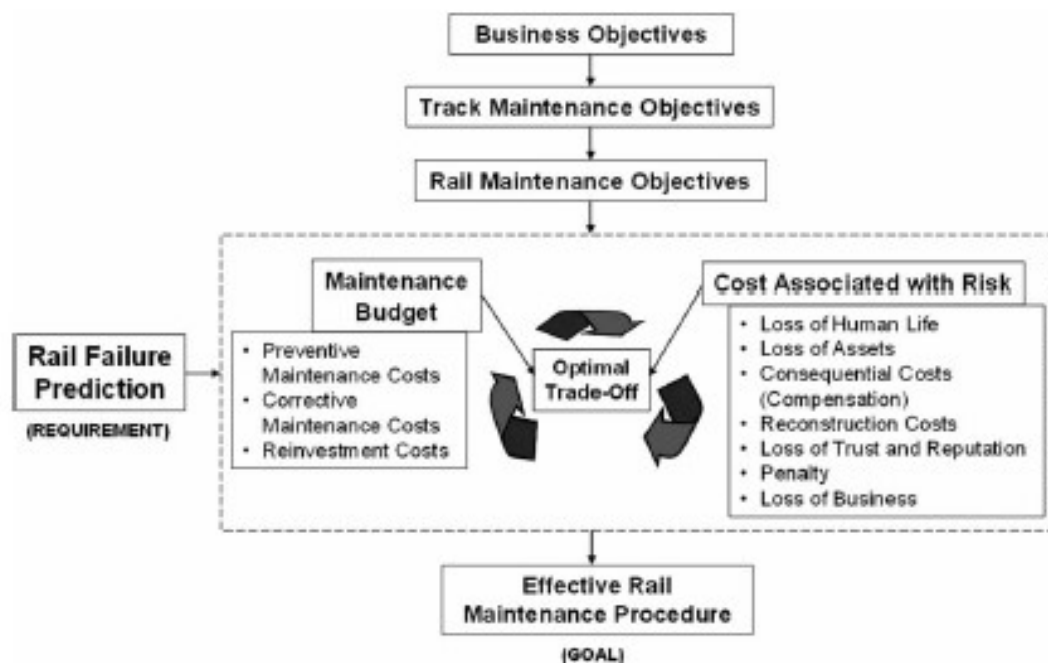 Business Objectives
Track Maintenance Objectives
Rail Maintenance Objectives
Rail Failure
Prediction
(REQUIREMENT)
Maintenance
Budget
• Preventive
Maintenance Costs
• Corrective
Maintenance Costs
• Reinvestment Costs
Optimal
Trade-Off
Cost Associated with Risk
• Loss of Human Life
• Loss of Assets
• Consequential Costs
(Compensation)
• Reconstruction Costs
• Loss of Trust and Reputation
• Penalty
• Loss of Business
Effective Rail
Maintenance Procedure
(GOAL)